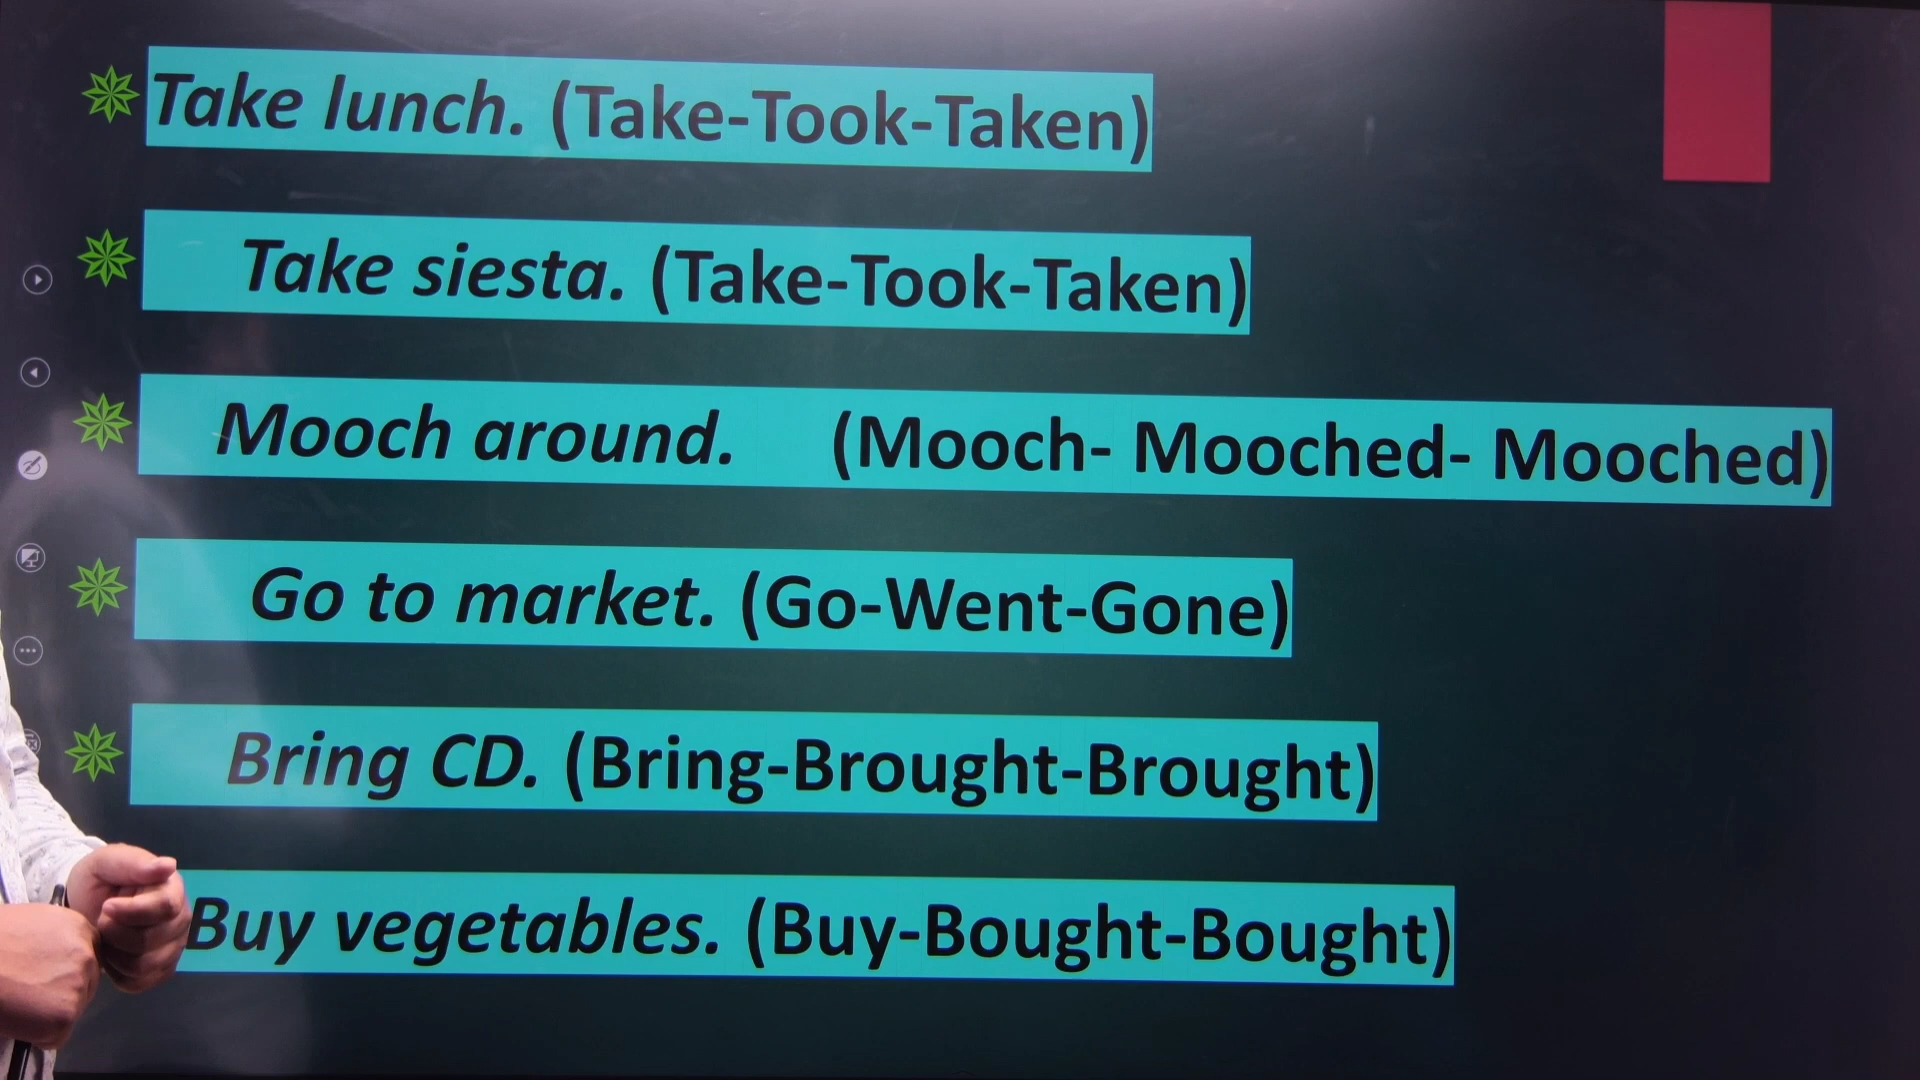 Take lunch. (Take-Took-Taken)
Take siesta. (Take-Took-Taken)
Mooch around. (Mooch- Mooched- Mooched)
Go to market. (Go-Went-Gone)
Bring CD. (Bring-Brought-Brought)
Buy vegetables. (Buy-Bought-Bought)